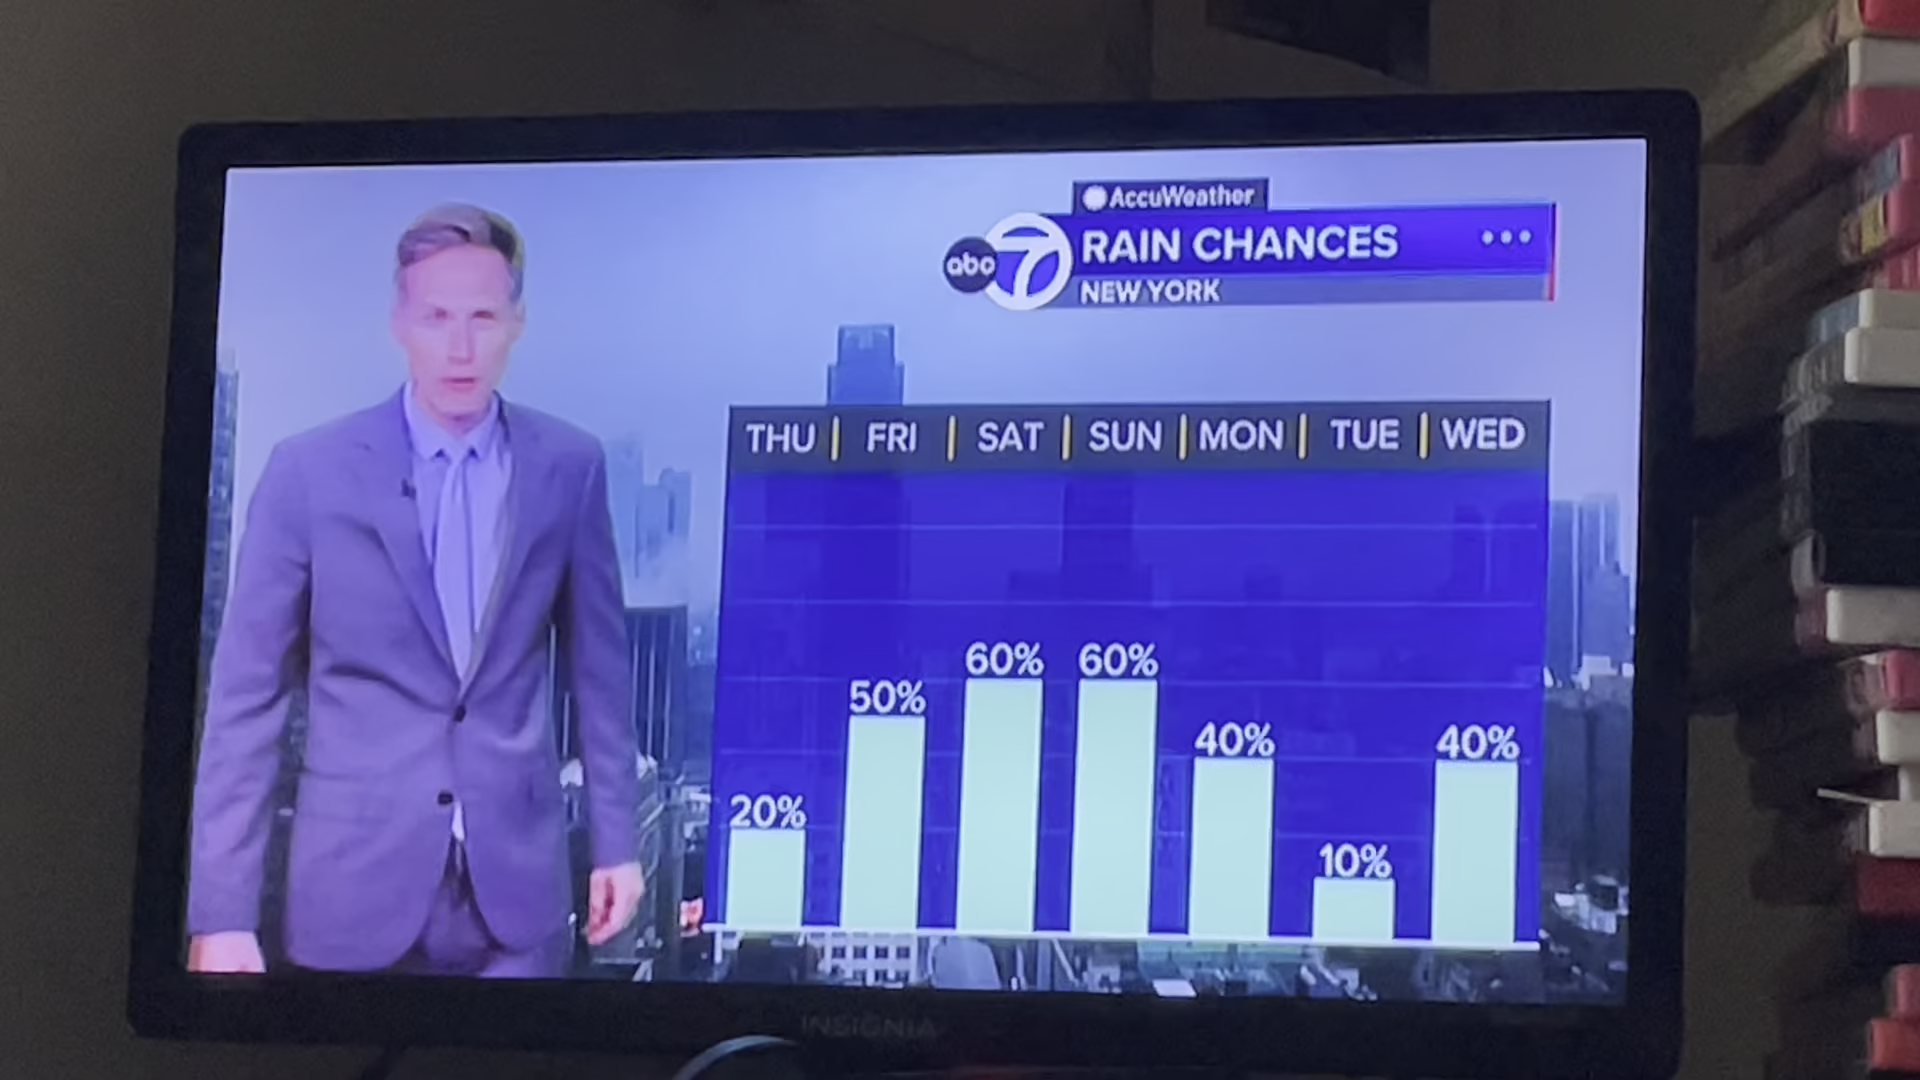 AccuWeather
abc 7 RAIN CHANCES
NEW YORK
THU FRI SAT SUN MON TUE WED
20% 50% 60% 60% 40% 10% 40%
INSIGNIA